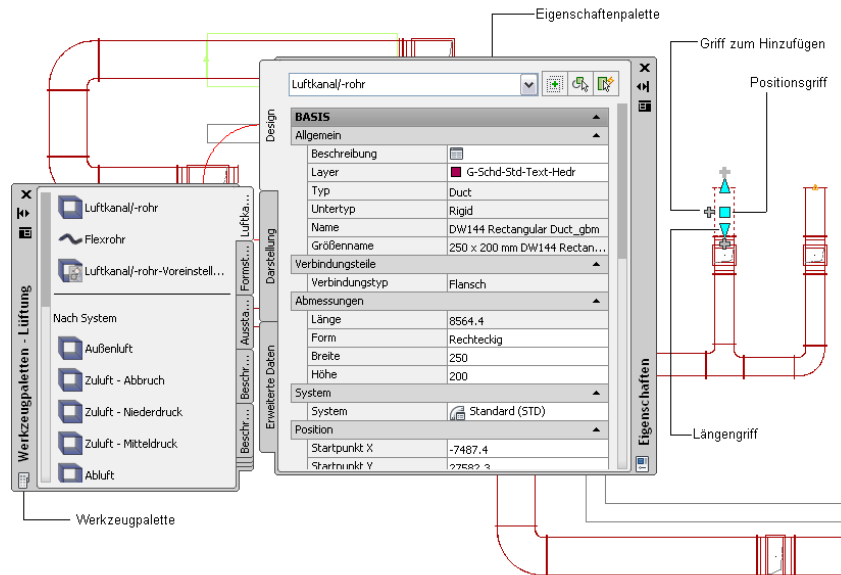 Eigenschaftenpalette
Griff zum Hinzufügen
Positionsgriff
Luftkanal/-rohr
Design
Darstellung
Erweiterte Daten
BASIS
Allgemein
Beschreibung
Layer G-Schd-Std-Text-Hedr
Typ Duct
Untertyp Rigid
Name DW144 Rectangular Duct_gbm
Größenname 250 x 200 mm DW144 Rectan...
Verbindungsteile
Verbindungstyp Flansch
Abmessungen
Länge 8564.4
Form Rechteckig
Breite 250
Höhe 200
System
System Standard (STD)
Position
Startpunkt X -7487.4
Startpunkt Y 27582.3
Eigenschaften
Längengriff
Werkzeugpaletten - Lüftung
Luftkanal/-rohr
Flexrohr
Luftkanal/-rohr-Voreinstell...
Nach System
Außenluft
Zuluft - Abbruch
Zuluft - Niederdruck
Zuluft - Mitteldruck
Abluft
Luftka...
Formst...
Aussta...
Beschr...
Beschr...
Werkzeugpalette